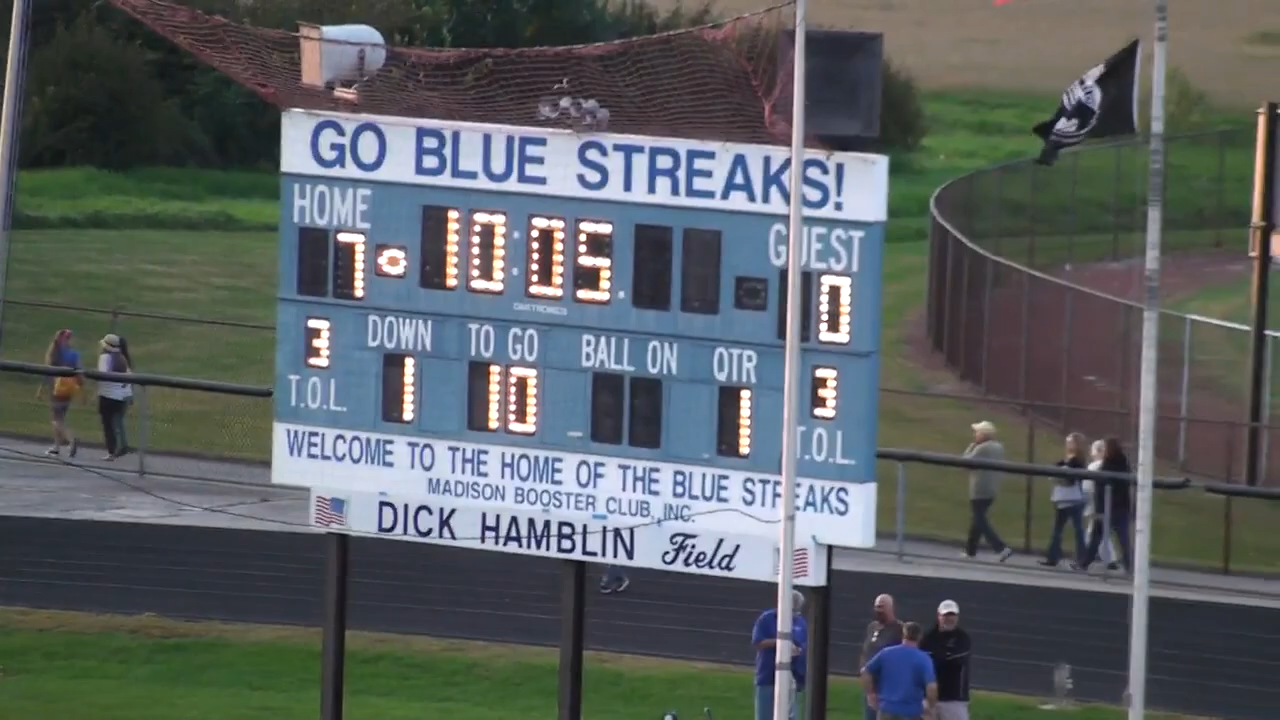 GO BLUE STREAKS!
HOME
GUEST
7 10:05 0
DAKTRONICS
DOWN TO GO BALL ON QTR
3 1 10 1 3
T.O.L. T.O.L.
WELCOME TO THE HOME OF THE BLUE STREAKS
MADISON BOOSTER CLUB, INC.
DICK HAMBLIN Field